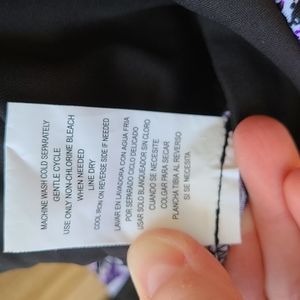 MACHINE WASH COLD SEPARATELY
GENTLE CYCLE
USE ONLY NON-CHLORINE BLEACH
WHEN NEEDED
LINE DRY
COOL IRON ON REVERSE SIDE IF NEEDED
LAVAR EN LAVADORA CON AGUA FRIA
POR SEPARADO CICLO DELICADO
USAR SOLO BLANQUEADOR SIN CLORO
CUANDO SE NECESITE
COLGAR PARA SECAR
PLANCHA TIBIA AL REVERSO
SI SE NECESITE